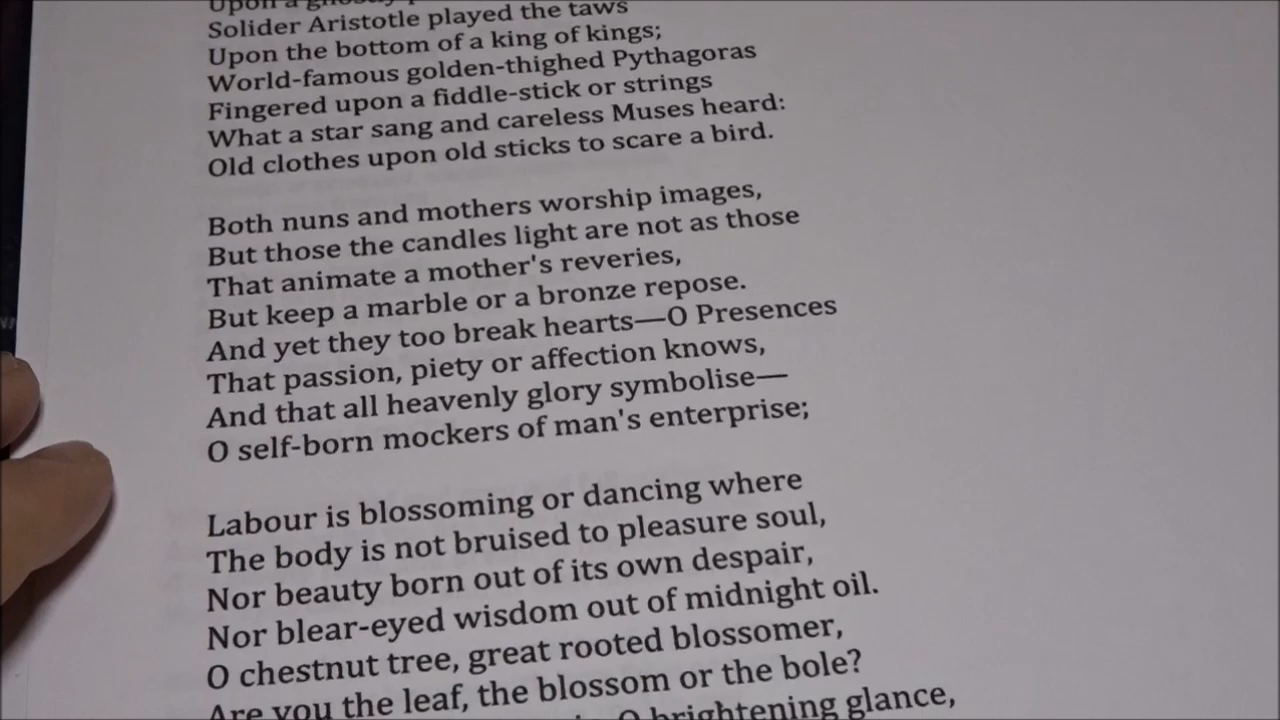 Upon a ghostly
Solider Aristotle played the taws
Upon the bottom of a king of kings;
World-famous golden-thighed Pythagoras
Fingered upon a fiddle-stick or strings
What a star sang and careless Muses heard:
Old clothes upon old sticks to scare a bird.
Both nuns and mothers worship images,
But those the candles light are not as those
That animate a mother's reveries,
But keep a marble or a bronze repose.
And yet they too break hearts—O Presences
That passion, piety or affection knows,
And that all heavenly glory symbolise—
O self-born mockers of man's enterprise;
Labour is blossoming or dancing where
The body is not bruised to pleasure soul,
Nor beauty born out of its own despair,
Nor blear-eyed wisdom out of midnight oil.
O chestnut tree, great rooted blossomer,
Are you the leaf, the blossom or the bole?
O brightening glance,